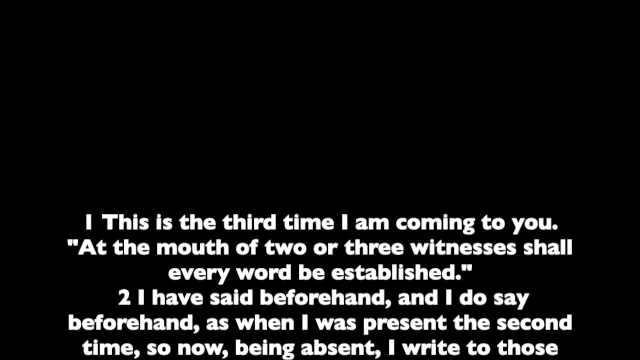 1 This is the third time I am coming to you.
"At the mouth of two or three witnesses shall
every word be established."
2 I have said beforehand, and I do say
beforehand, as when I was present the second
time, so now, being absent, I write to those